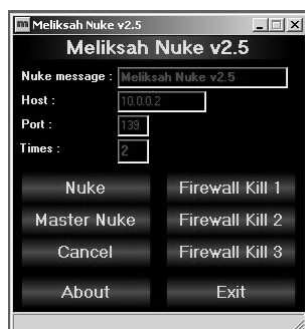 Meliksah Nuke v2.5
Meliksah Nuke v2.5
Nuke message : Meliksah Nuke v2.5
Host : 10.0.0.2
Port : 139
Times : 2
Nuke Firewall Kill 1
Master Nuke Firewall Kill 2
Cancel Firewall Kill 3
About Exit